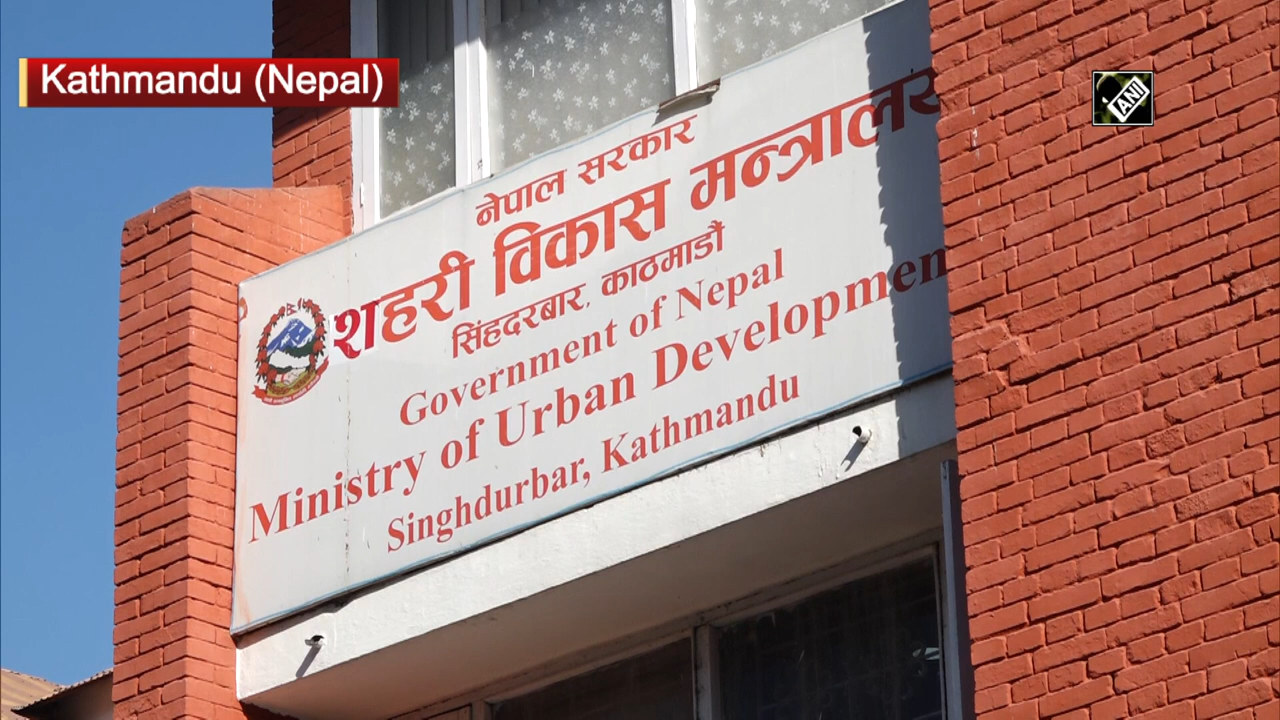 Kathmandu (Nepal)
ANI
नेपाल सरकार
शहरी विकास मन्त्रालय
सिंहदरबार, काठमाडौं
Government of Nepal
Ministry of Urban Development
Singhdurbar, Kathmandu